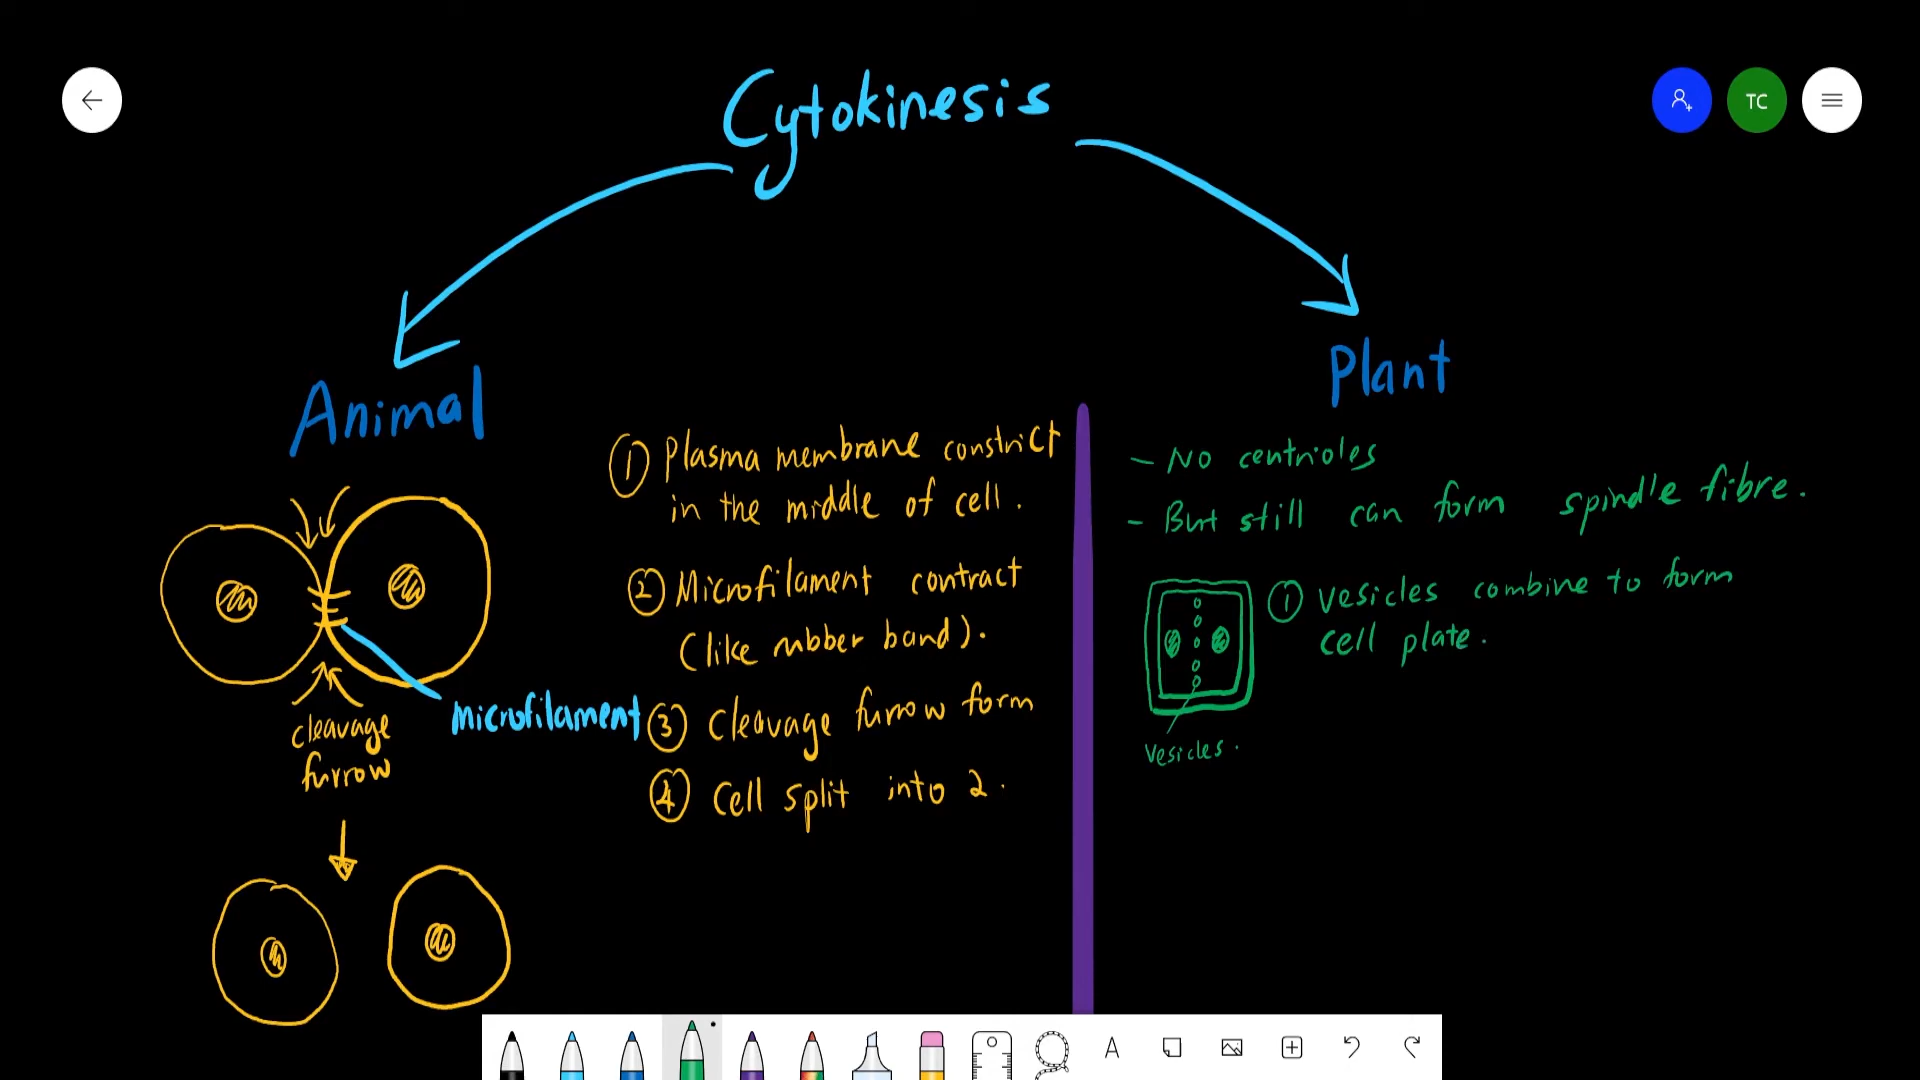 Cytokinesis
TC
Animal
Plant
① Plasma membrane constrict
in the middle of cell.
② Microfilament contract
(like rubber band).
③ Cleavage furrow form
④ Cell split into 2.
microfilament
cleavage
furrow
- No centrioles
- But still can form spindle fibre.
① Vesicles combine to form
cell plate.
Vesicles.
A